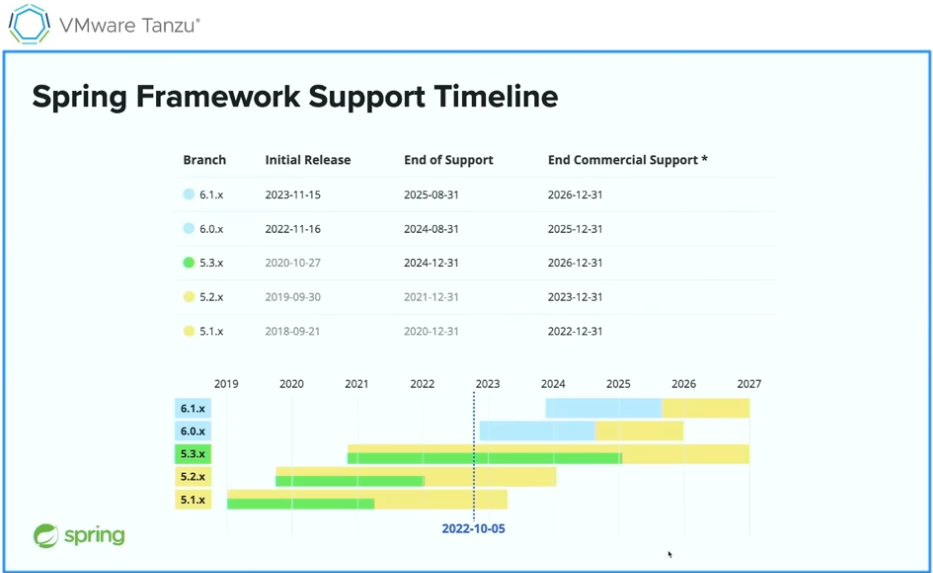 VMware Tanzu®
Spring Framework Support Timeline
Branch Initial Release End of Support End Commercial Support *
6.1.x 2023-11-15 2025-08-31 2026-12-31
6.0.x 2022-11-16 2024-08-31 2025-12-31
5.3.x 2020-10-27 2024-12-31 2026-12-31
5.2.x 2019-09-30 2021-12-31 2023-12-31
5.1.x 2018-09-21 2020-12-31 2022-12-31
2019 2020 2021 2022 2023 2024 2025 2026 2027
6.1.x
6.0.x
5.3.x
5.2.x
5.1.x
2022-10-05
spring